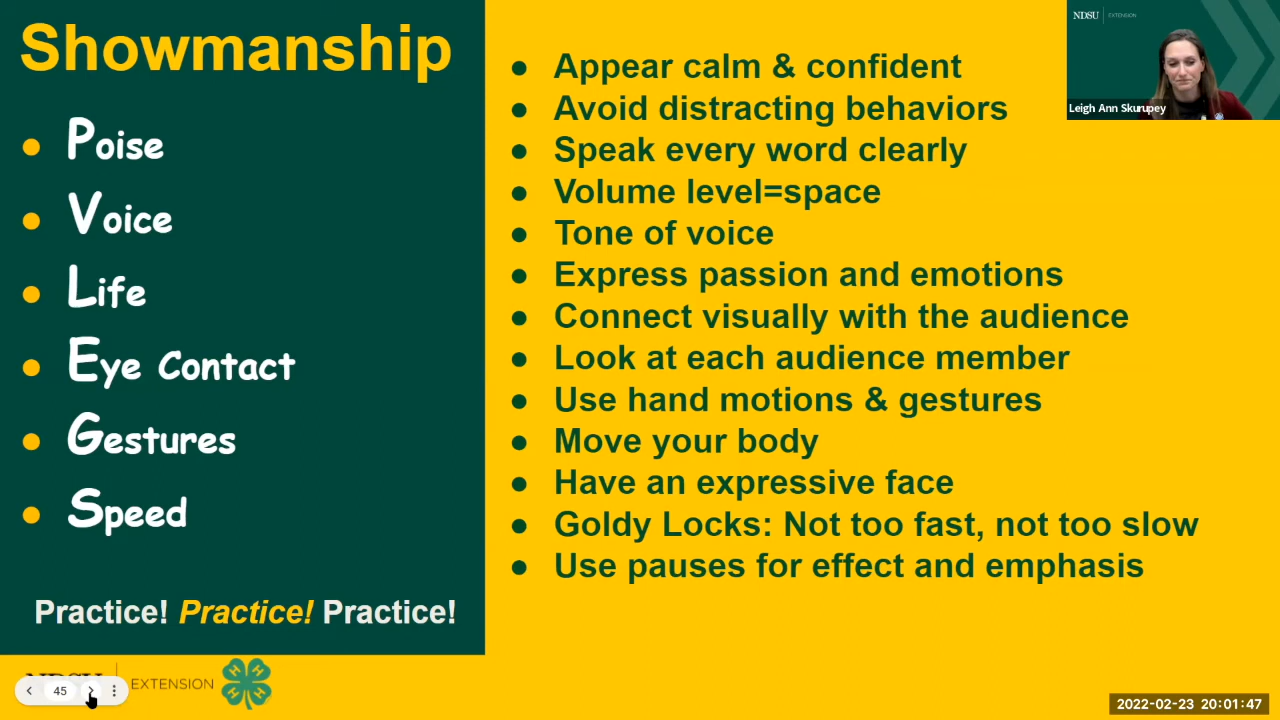 Showmanship
Poise
Voice
Life
Eye Contact
Gestures
Speed
Practice! Practice! Practice!
Appear calm & confident
Avoid distracting behaviors
Speak every word clearly
Volume level=space
Tone of voice
Express passion and emotions
Connect visually with the audience
Look at each audience member
Use hand motions & gestures
Move your body
Have an expressive face
Goldy Locks: Not too fast, not too slow
Use pauses for effect and emphasis
NDSU EXTENSION
Leigh Ann Skurupey
NDSU EXTENSION
45
H H H H
2022-02-23 20:01:47